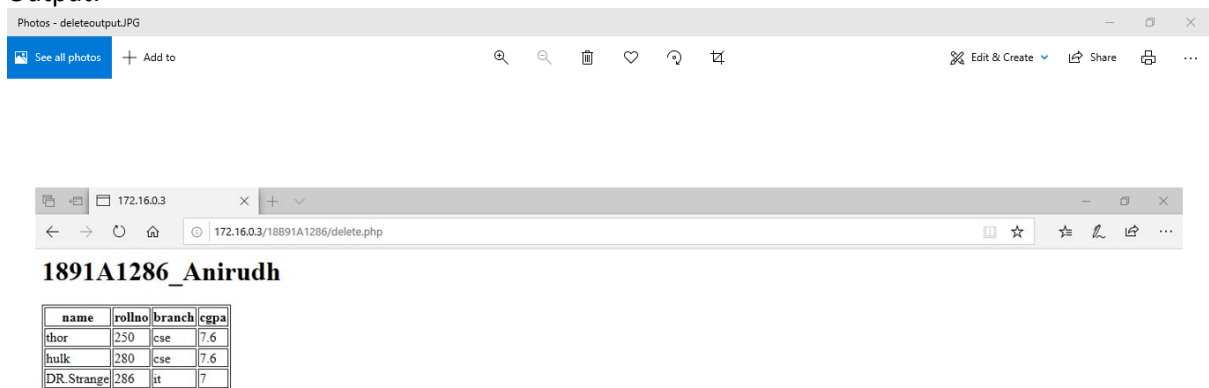 Output:
Photos - deleteoutput.JPG
See all photos + Add to Edit & Create Share
172.16.0.3
172.16.0.3/18891A1286/delete.php
1891A1286_Anirudh
name rollno branch cgpa
thor 250 cse 7.6
hulk 280 cse 7.6
DR.Strange 286 it 7